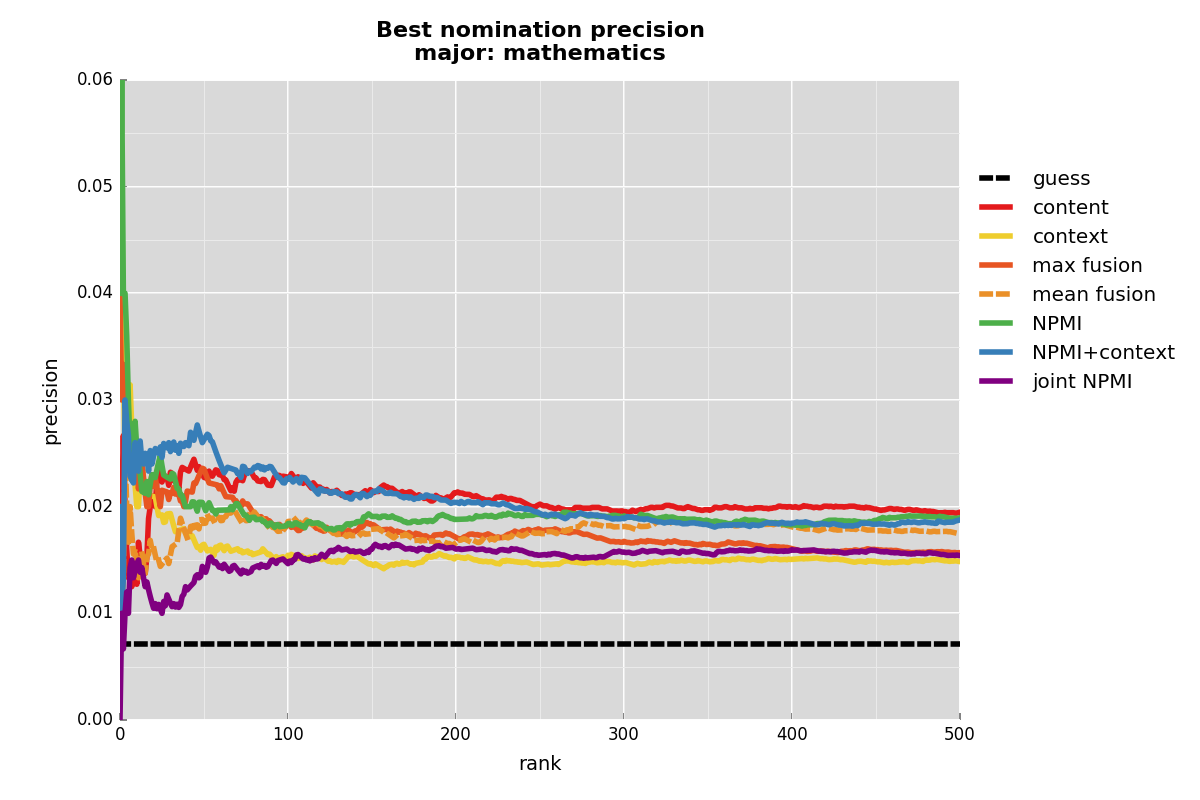 Best nomination precision
major: mathematics
precision
0.06
0.05
0.04
0.03
0.02
0.01
0.00
0
100
200
300
400
500
rank
guess
content
context
max fusion
mean fusion
NPMI
NPMI+context
joint NPMI